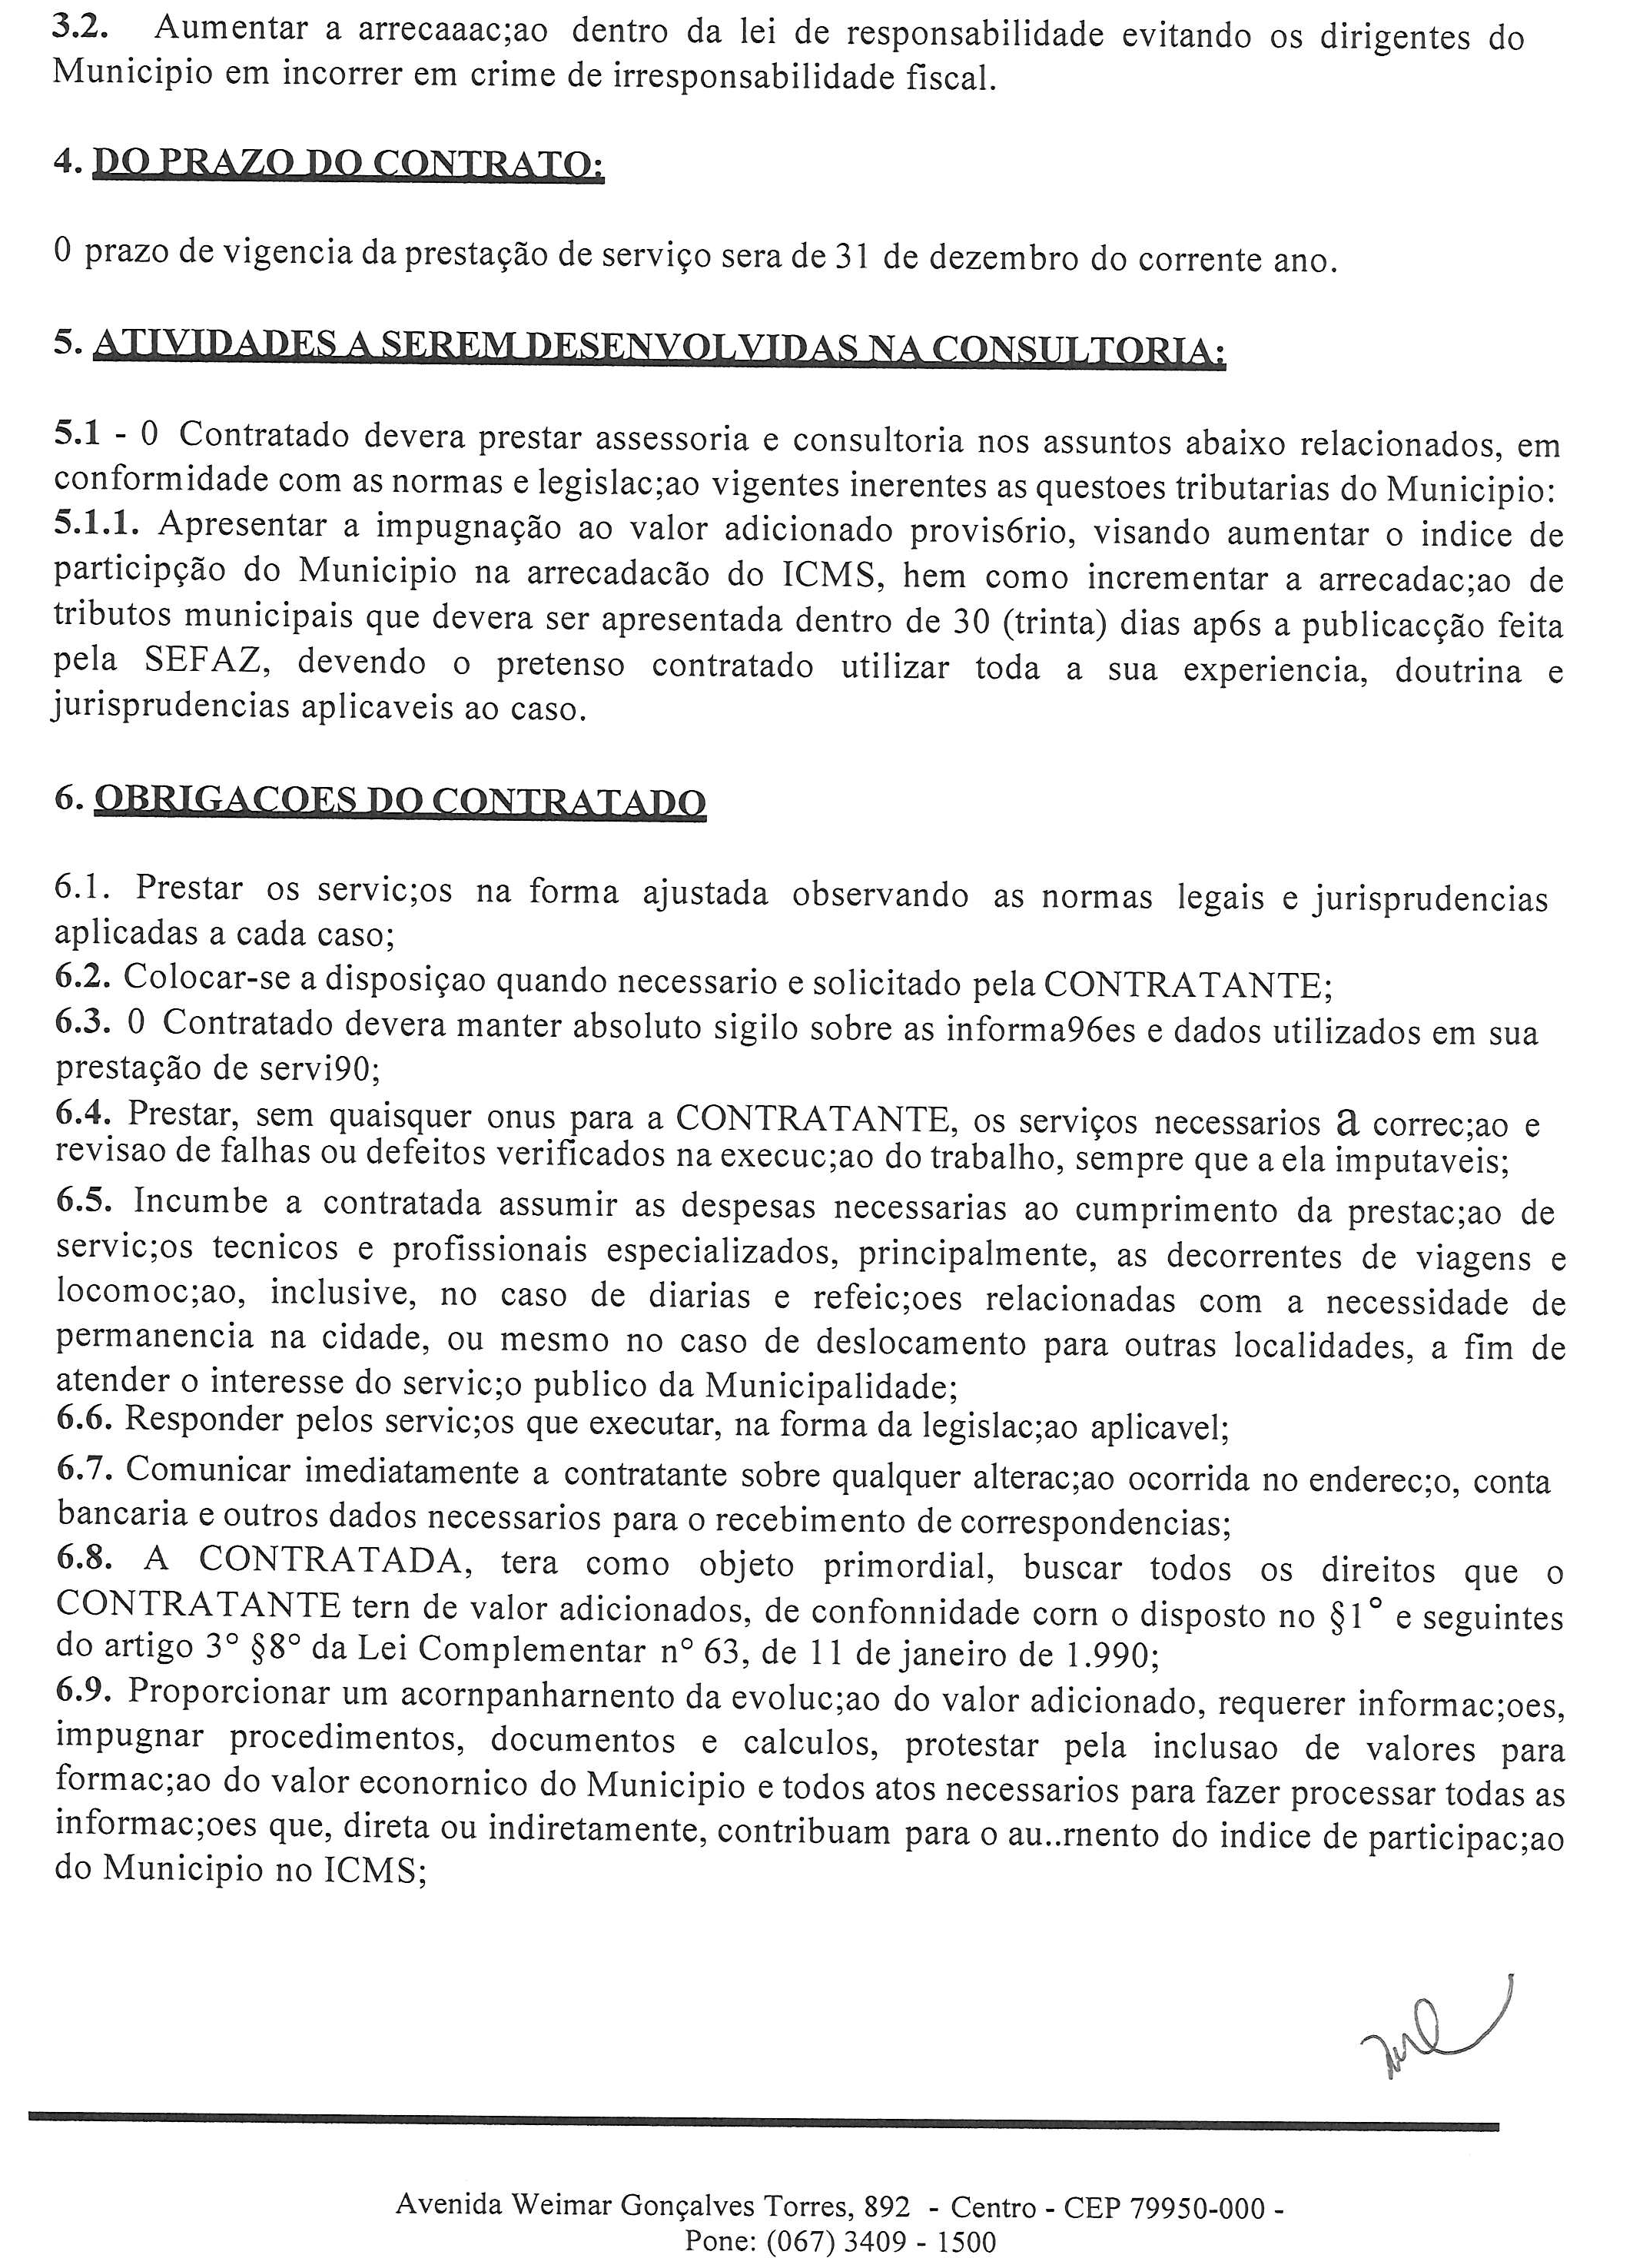 3.2. Aumentar a arrecaaac;ao dentro da lei de responsabilidade evitando os dirigentes do
Municipio em incorrer em crime de irresponsabilidade fiscal.
4. DO PRAZO DO CONTRATO:
0 prazo de vigencia da prestação de serviço sera de 31 de dezembro do corrente ano.
5. ATIVIDADES A SEREM DESENVOLVIDAS NA CONSULTORIA:
5.1 - 0 Contratado devera prestar assessoria e consultoria nos assuntos abaixo relacionados, em
conformidade com as normas e legislac;ao vigentes inerentes as questoes tributarias do Municipio:
5.1.1. Apresentar a impugnação ao valor adicionado provis6rio, visando aumentar o indice de
participção do Municipio na arrecadacão do ICMS, hem como incrementar a arrecadac;ao de
tributos municipais que devera ser apresentada dentro de 30 (trinta) dias ap6s a publicacção feita
pela SEFAZ, devendo o pretenso contratado utilizar toda a sua experiencia, doutrina e
jurisprudencias aplicaveis ao caso.
6. OBRIGACOES DO CONTRATADO
6.1. Prestar os servic;os na forma ajustada observando as normas legais e jurisprudencias
aplicadas a cada caso;
6.2. Colocar-se a disposiçao quando necessario e solicitado pela CONTRATANTE;
6.3. 0 Contratado devera manter absoluto sigilo sobre as informa96es e dados utilizados em sua
prestação de servi90;
6.4. Prestar, sem quaisquer onus para a CONTRATANTE, os serviços necessarios a correc;ao e
revisao de falhas ou defeitos verificados na execuc;ao do trabalho, sempre que a ela imputaveis;
6.5. Incumbe a contratada assumir as despesas necessarias ao cumprimento da prestac;ao de
servic;os tecnicos e profissionais especializados, principalmente, as decorrentes de viagens e
locomoc;ao, inclusive, no caso de diarias e refeic;oes relacionadas com a necessidade de
permanencia na cidade, ou mesmo no caso de deslocamento para outras localidades, a fim de
atender o interesse do servic;o publico da Municipalidade;
6.6. Responder pelos servic;os que executar, na forma da legislac;ao aplicavel;
6.7. Comunicar imediatamente a contratante sobre qualquer alterac;ao ocorrida no enderec;o, conta
bancaria e outros dados necessarios para o recebimento de correspondencias;
6.8. A CONTRATADA, tera como objeto primordial, buscar todos os direitos que o
CONTRATANTE tern de valor adicionados, de confonnidade corn o disposto no §1° e seguintes
do artigo 3° §8° da Lei Complementar n° 63, de 11 de janeiro de 1.990;
6.9. Proporcionar um acornpanharnento da evoluc;ao do valor adicionado, requerer informac;oes,
impugnar procedimentos, documentos e calculos, protestar pela inclusao de valores para
formac;ao do valor econornico do Municipio e todos atos necessarios para fazer processar todas as
informac;oes que, direta ou indiretamente, contribuam para o au..rnento do indice de participac;ao
do Municipio no ICMS;
Avenida Weimar Gonçalves Torres, 892 - Centro - CEP 79950-000 -
Pone: (067) 3409 - 1500